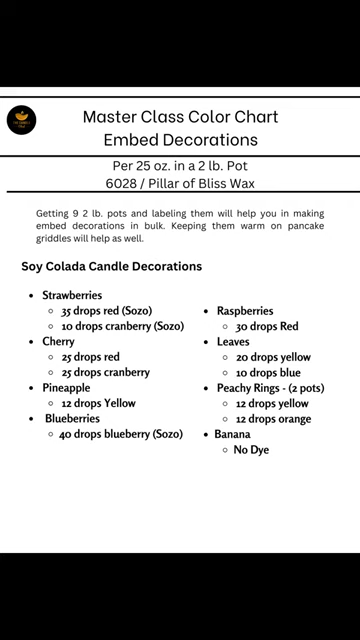 Master Class Color Chart
Embed Decorations
Per 25 oz. in a 2 lb. Pot
6028 / Pillar of Bliss Wax
Getting 9 2 lb. pots and labeling them will help you in making
embed decorations in bulk. Keeping them warm on pancake
griddles will help as well.
Soy Colada Candle Decorations
• Strawberries
◦ 35 drops red (Sozo)
◦ 10 drops cranberry (Sozo)
• Cherry
◦ 25 drops red
◦ 25 drops cranberry
• Pineapple
◦ 12 drops Yellow
• Blueberries
◦ 40 drops blueberry (Sozo)
• Raspberries
◦ 30 drops Red
• Leaves
◦ 20 drops yellow
◦ 10 drops blue
• Peachy Rings - (2 pots)
◦ 12 drops yellow
◦ 12 drops orange
• Banana
◦ No Dye